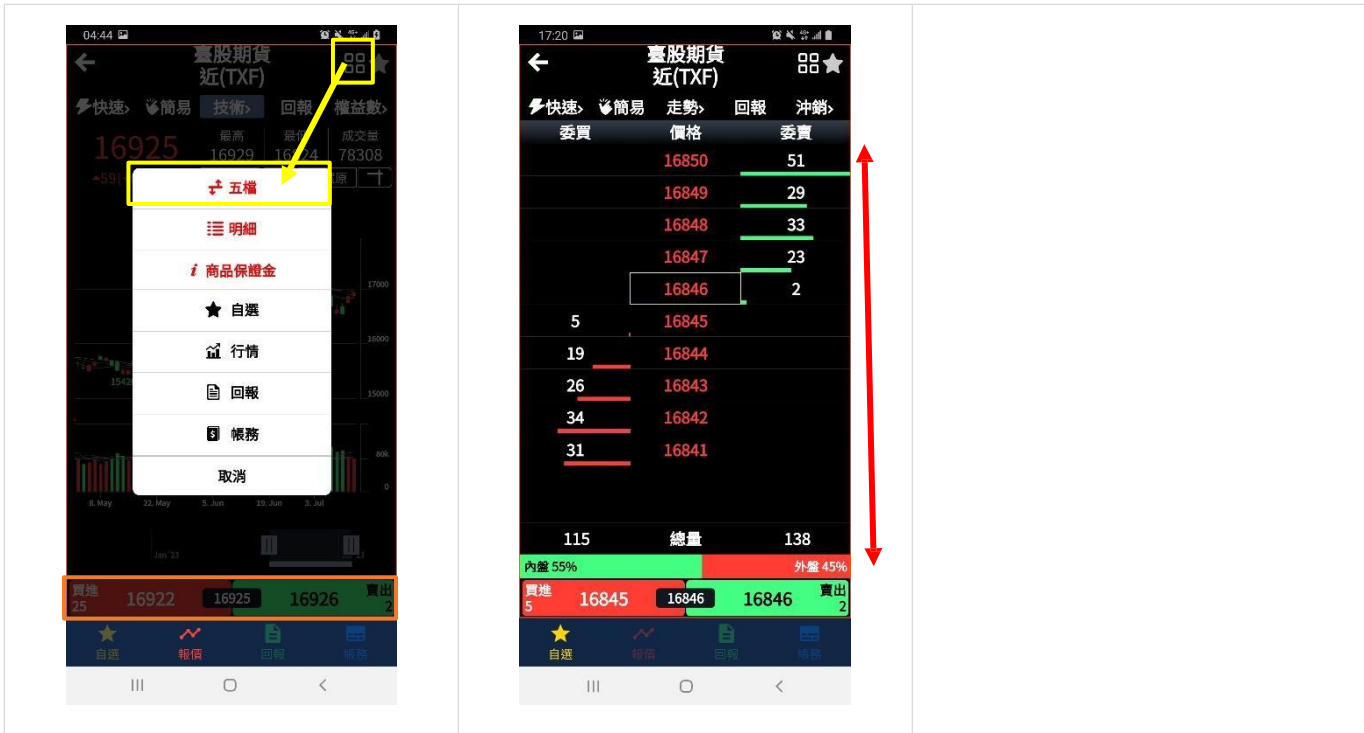 04:44
臺股期貨
近(TXF)
快速› 簡易 技術› 回報 權益數›
最高 最低 成交量
16925 16929 78308
五檔
明細
i 商品保證金
自選
行情
回報
帳務
取消
17000
16000
15000
80k
0
8. May 22. May 5. Jun 19. Jun 3. Jul
Jan '23
買進 賣出
25 16922 16925 16926 2
自選 報價 回報 帳務
17:20
臺股期貨
近(TXF)
快速› 簡易 走勢› 回報 沖銷›
委買 價格 委賣
16850 51
16849 29
16848 33
16847 23
16846 2
5 16845
19 16844
26 16843
34 16842
31 16841
115 總量 138
內盤 55% 外盤 45%
買進 賣出
5 16845 16846 16846 2
自選 報價 回報 帳務